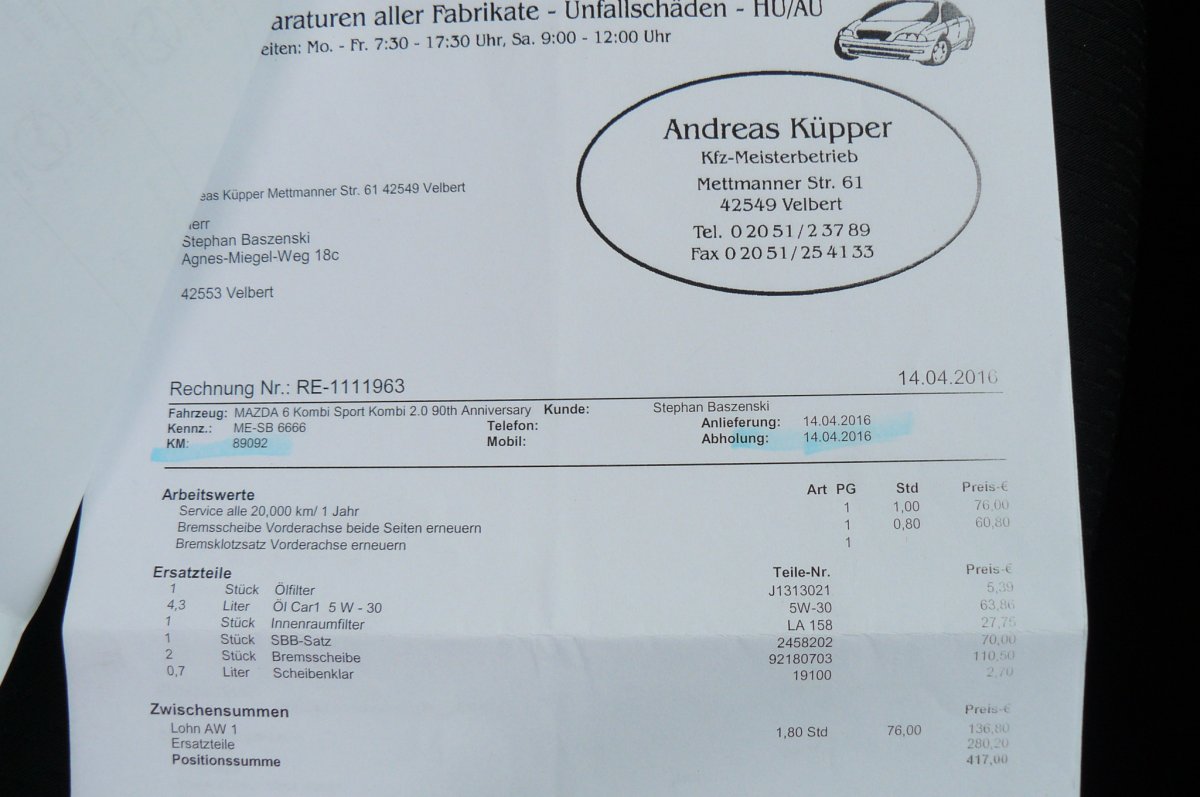 araturen aller Fabrikate - Unfallschäden - HU/AU
eiten: Mo. - Fr. 7:30 - 17:30 Uhr, Sa. 9:00 - 12:00 Uhr
Andreas Küpper
Kfz-Meisterbetrieb
Mettmanner Str. 61
42549 Velbert
Tel. 0 20 51 / 2 37 89
Fax 0 20 51 / 25 41 33
eas Küpper Mettmanner Str. 61 42549 Velbert
Herr
Stephan Baszenski
Agnes-Miegel-Weg 18c
42553 Velbert
Rechnung Nr.: RE-1111963 14.04.2016
Fahrzeug: MAZDA 6 Kombi Sport Kombi 2.0 90th Anniversary Kunde: Stephan Baszenski
Kennz.: ME-SB 6666 Telefon: Anlieferung: 14.04.2016
KM: 89092 Mobil: Abholung: 14.04.2016
Arbeitswerte Art PG Std Preis-€
Service alle 20,000 km/ 1 Jahr 1 1,00 76,00
Bremsscheibe Vorderachse beide Seiten erneuern 1 0,80 60,80
Bremsklotzsatz Vorderachse erneuern 1
Ersatzteile Teile-Nr. Preis-€
1 Stück Ölfilter J1313021 5,39
4,3 Liter Öl Car1 5 W - 30 5W-30 63,86
1 Stück Innenraumfilter LA 158 27,75
1 Stück SBB-Satz 2458202 70,00
2 Stück Bremsscheibe 92180703 110,50
0,7 Liter Scheibenklar 19100 2,70
Zwischensummen Preis-€
Lohn AW 1 1,80 Std 76,00 136,80
Ersatzteile 280,20
Positionssumme 417,00